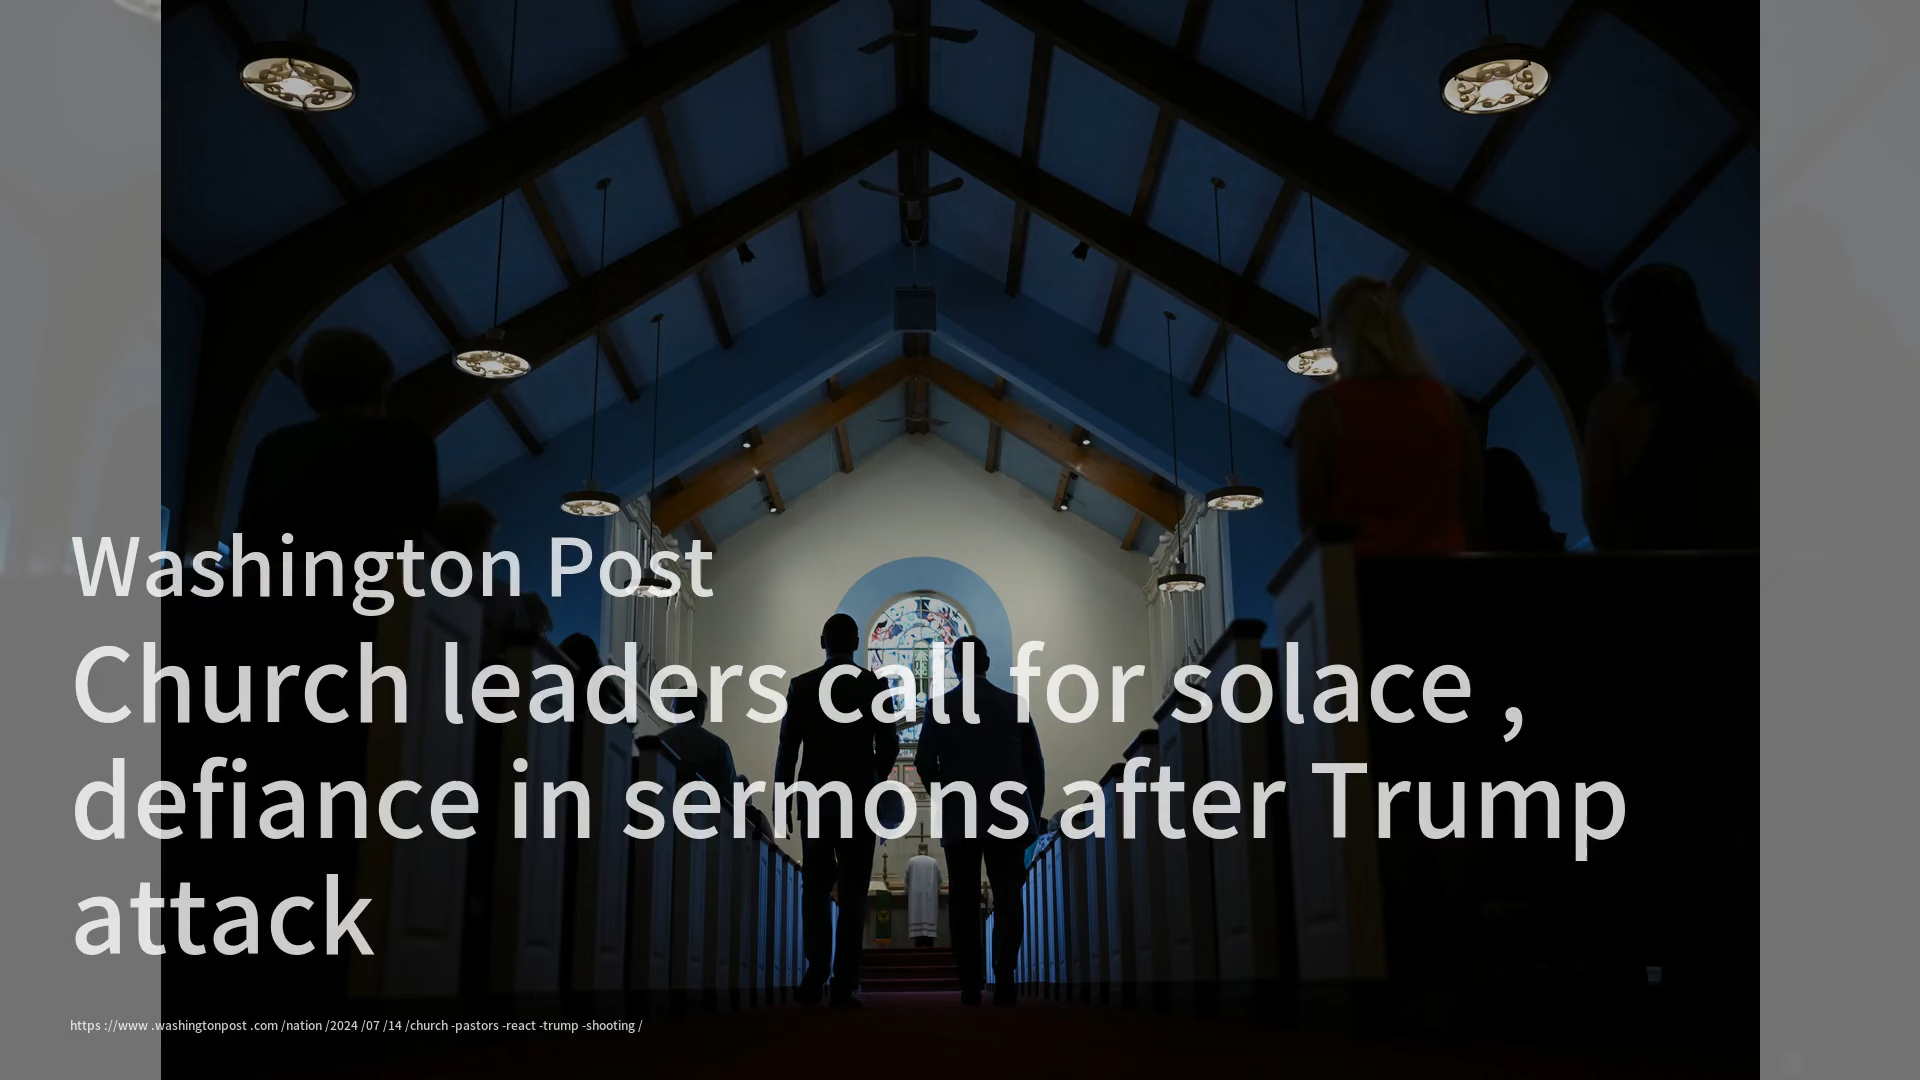 Washington Post
Church leaders call for solace ,
defiance in sermons after Trump
attack
https ://www .washingtonpost .com /nation /2024 /07 /14 /church -pastors -react -trump -shooting /